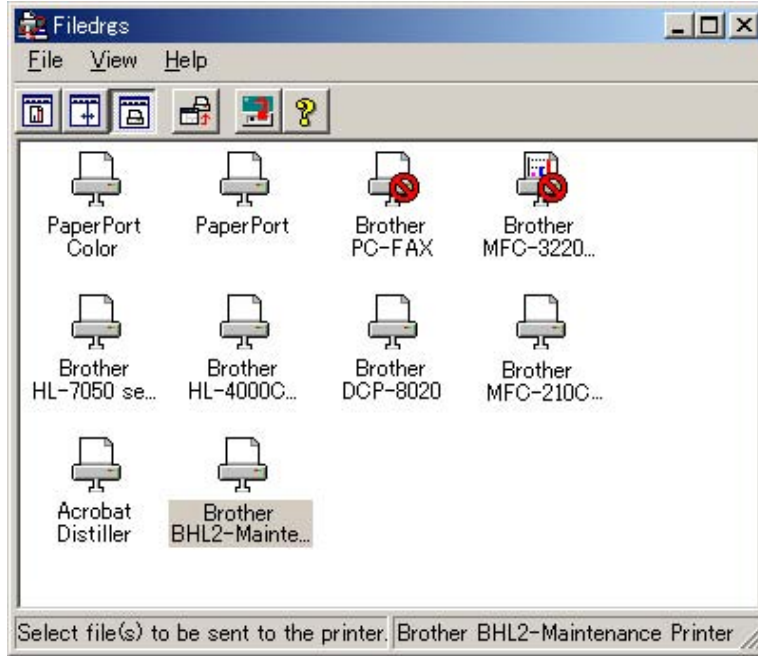 Filedrgs
File View Help
PaperPort Color
PaperPort
Brother PC-FAX
Brother MFC-3220...
Brother HL-7050 se...
Brother HL-4000C...
Brother DCP-8020
Brother MFC-210C...
Acrobat Distiller
Brother BHL2-Mainte...
Select file(s) to be sent to the printer. Brother BHL2-Maintenance Printer